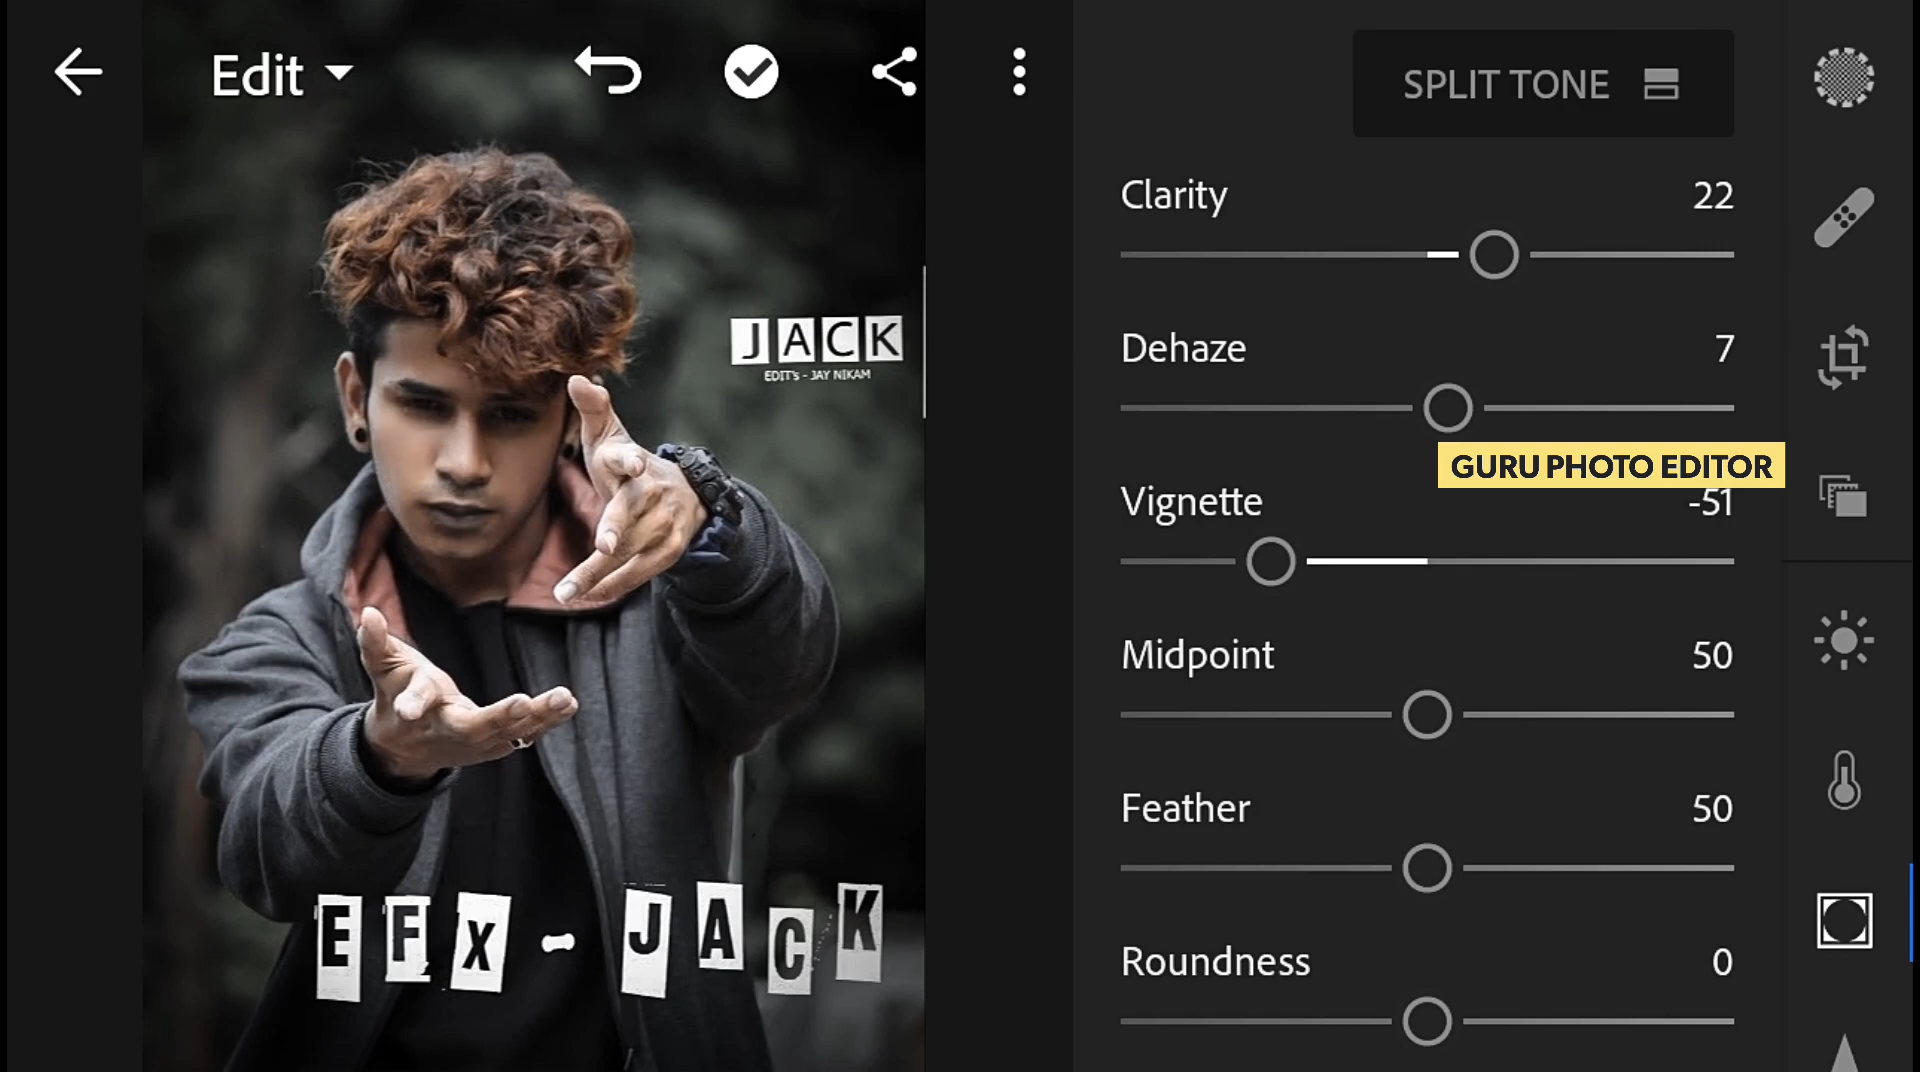 Edit
SPLIT TONE
Clarity 22
Dehaze 7
GURU PHOTO EDITOR
Vignette -51
Midpoint 50
Feather 50
Roundness 0
JACK
EDIT's - JAY NIKAM
EFX - JACK